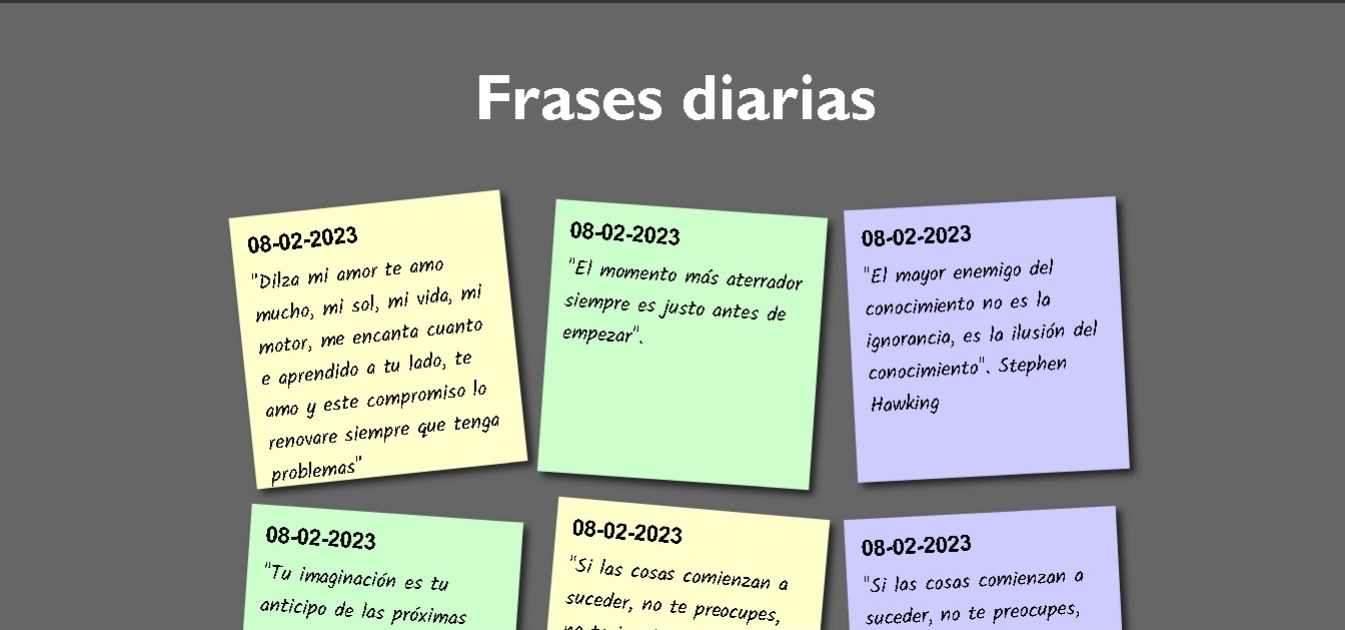 Frases diarias
08-02-2023
"Dilza mi amor te amo
mucho, mi sol, mi vida, mi
motor, me encanta cuanto
e aprendido a tu lado, te
amo y este compromiso lo
renovare siempre que tenga
problemas"
08-02-2023
"El momento más aterrador
siempre es justo antes de
empezar".
08-02-2023
"El mayor enemigo del
conocimiento no es la
ignorancia, es la ilusión del
conocimiento". Stephen
Hawking
08-02-2023
"Tu imaginación es tu
anticipo de las próximas
08-02-2023
"Si las cosas comienzan a
suceder, no te preocupes,
08-02-2023
"Si las cosas comienzan a
suceder, no te preocupes,